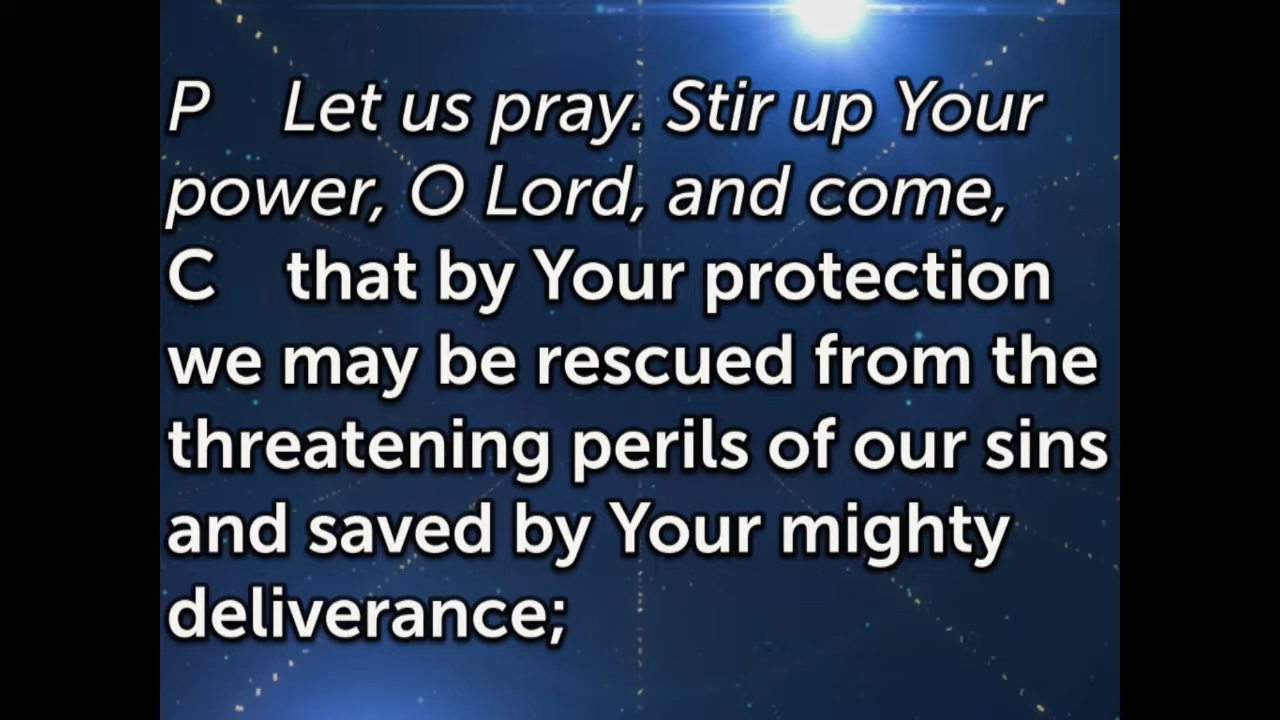 P Let us pray. Stir up Your
power, O Lord, and come,
C that by Your protection
we may be rescued from the
threatening perils of our sins
and saved by Your mighty
deliverance;